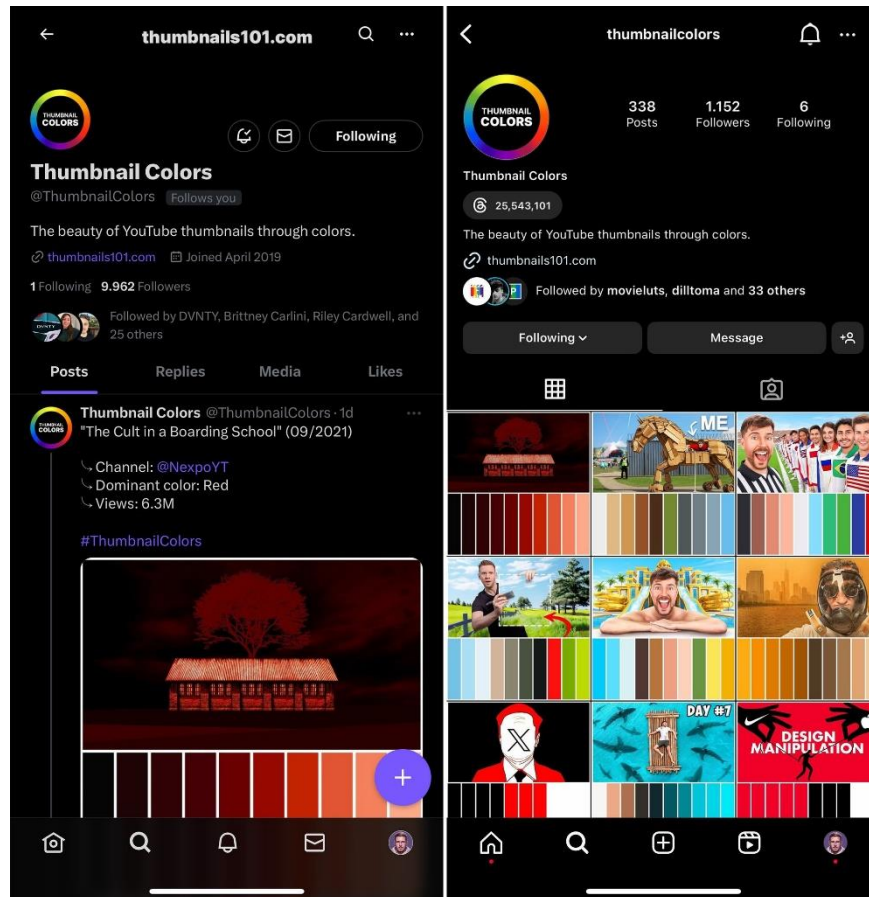 thumbnails101.com
THUMBNAIL
COLORS
Following
Thumbnail Colors
@ThumbnailColors Follows you
The beauty of YouTube thumbnails through colors.
thumbnails101.com Joined April 2019
1 Following 9.962 Followers
DVNTY
Followed by DVNTY, Brittney Carlini, Riley Cardwell, and
25 others
Posts Replies Media Likes
THUMBNAIL
COLORS
Thumbnail Colors @ThumbnailColors · 1d
"The Cult in a Boarding School" (09/2021)
Channel: @NexpoYT
Dominant color: Red
Views: 6.3M
#ThumbnailColors
thumbnailcolors
THUMBNAIL
COLORS
338 1.152 6
Posts Followers Following
Thumbnail Colors
25,543,101
The beauty of YouTube thumbnails through colors.
thumbnails101.com
P
Followed by movieluts, dilltoma and 33 others
Following Message
ME
DAY #7
DESIGN
MANIPULATION